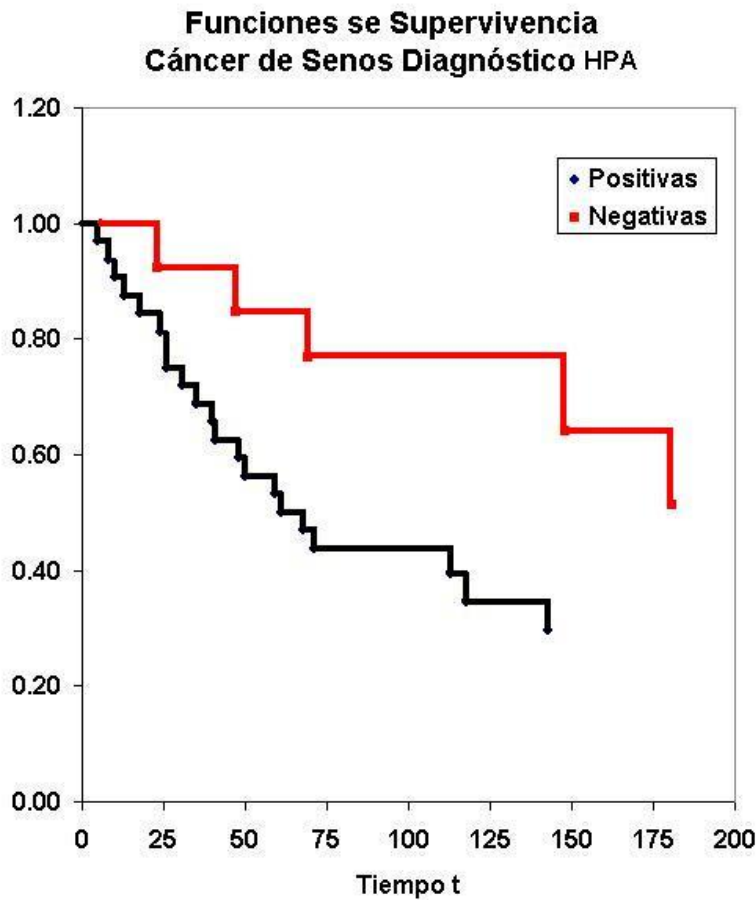 Funciones se Supervivencia
Cáncer de Senos Diagnóstico HPA
1.20
1.00
0.80
0.60
0.40
0.20
0.00
Positivas
Negativas
0 25 50 75 100 125 150 175 200
Tiempo t